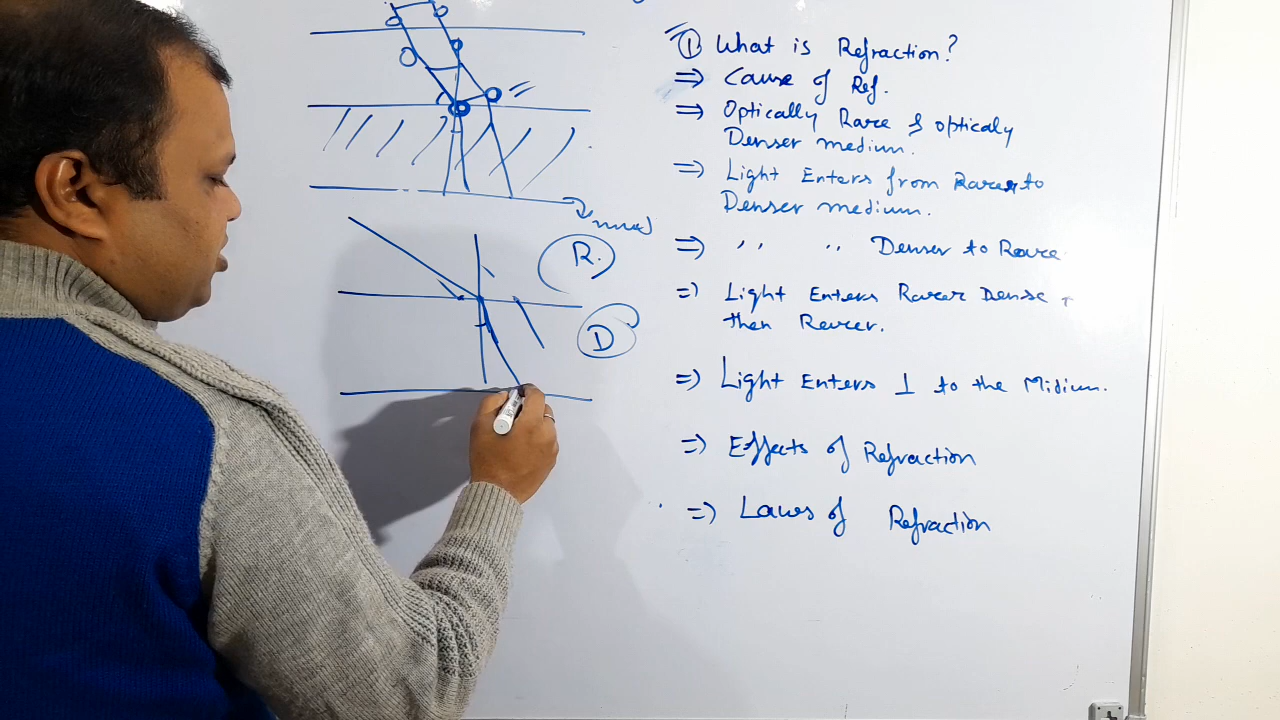 ① What is Refraction?
⇒ Cause of Ref.
⇒ Optically Rare & opticaly
Denser medium.
⇒ Light Enters from Rarer to
Denser medium.
⇒ ,, ,, Denser to Rare
⇒ Light Enters Rarer Dense +
then Rarer.
⇒ Light Enters ⊥ to the Midium.
⇒ Effects of Refraction
⇒ Laws of Refraction
mud
R.
D